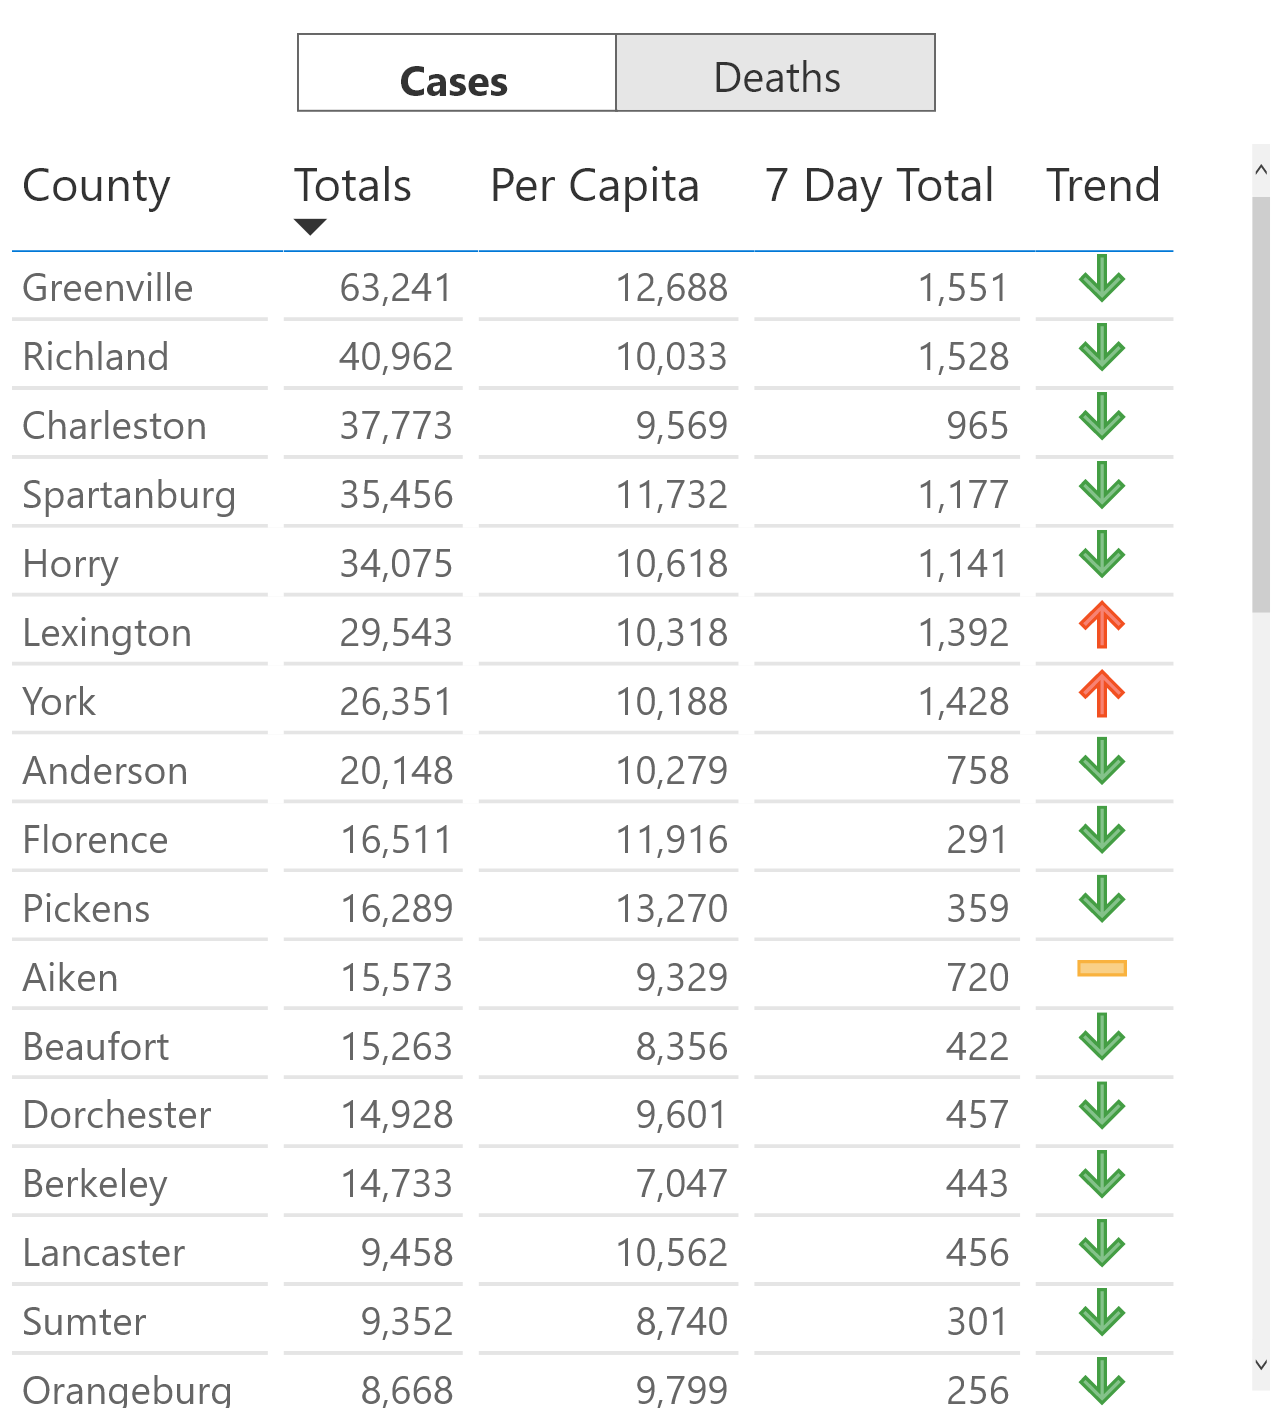 Cases Deaths
County Totals Per Capita 7 Day Total Trend
Greenville 63,241 12,688 1,551
Richland 40,962 10,033 1,528
Charleston 37,773 9,569 965
Spartanburg 35,456 11,732 1,177
Horry 34,075 10,618 1,141
Lexington 29,543 10,318 1,392
York 26,351 10,188 1,428
Anderson 20,148 10,279 758
Florence 16,511 11,916 291
Pickens 16,289 13,270 359
Aiken 15,573 9,329 720
Beaufort 15,263 8,356 422
Dorchester 14,928 9,601 457
Berkeley 14,733 7,047 443
Lancaster 9,458 10,562 456
Sumter 9,352 8,740 301
Orangeburg 8,668 9,799 256